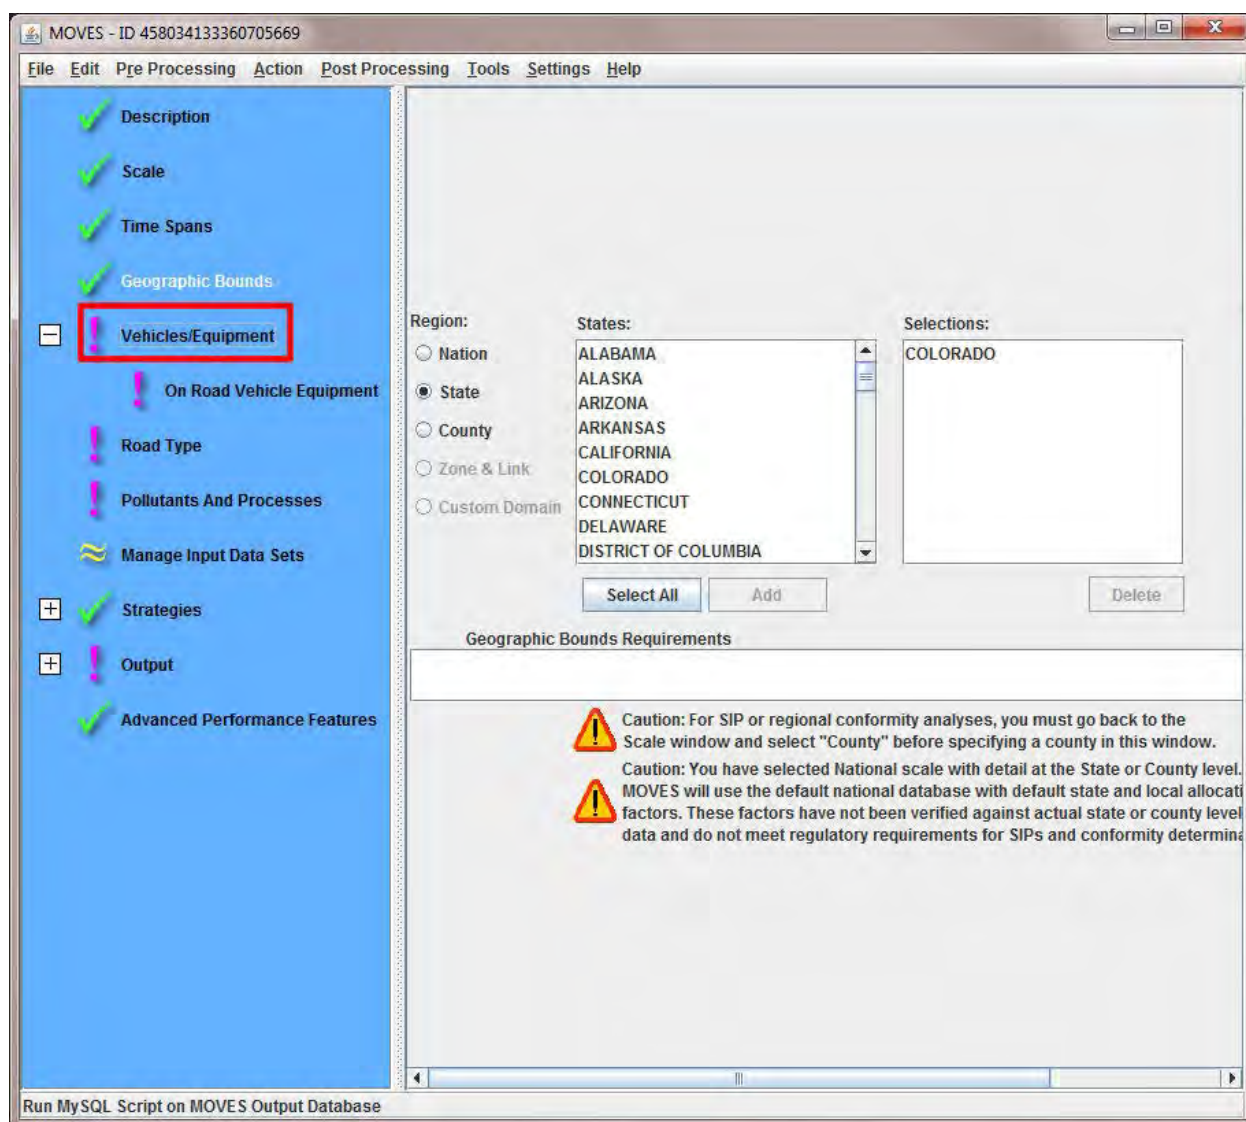 MOVES - ID 458034133360705669
File Edit Pre Processing Action Post Processing Tools Settings Help
Description
Scale
Time Spans
Geographic Bounds
Vehicles/Equipment
On Road Vehicle Equipment
Road Type
Pollutants And Processes
Manage Input Data Sets
Strategies
Output
Advanced Performance Features
Region:
Nation
State
County
Zone & Link
Custom Domain
States:
ALABAMA
ALASKA
ARIZONA
ARKANSAS
CALIFORNIA
COLORADO
CONNECTICUT
DELAWARE
DISTRICT OF COLUMBIA
Select All Add
Selections:
COLORADO
Delete
Geographic Bounds Requirements
Caution: For SIP or regional conformity analyses, you must go back to the
Scale window and select "County" before specifying a county in this window.
Caution: You have selected National scale with detail at the State or County level.
MOVES will use the default national database with default state and local allocati
factors. These factors have not been verified against actual state or county level
data and do not meet regulatory requirements for SIPs and conformity determina
Run MySQL Script on MOVES Output Database